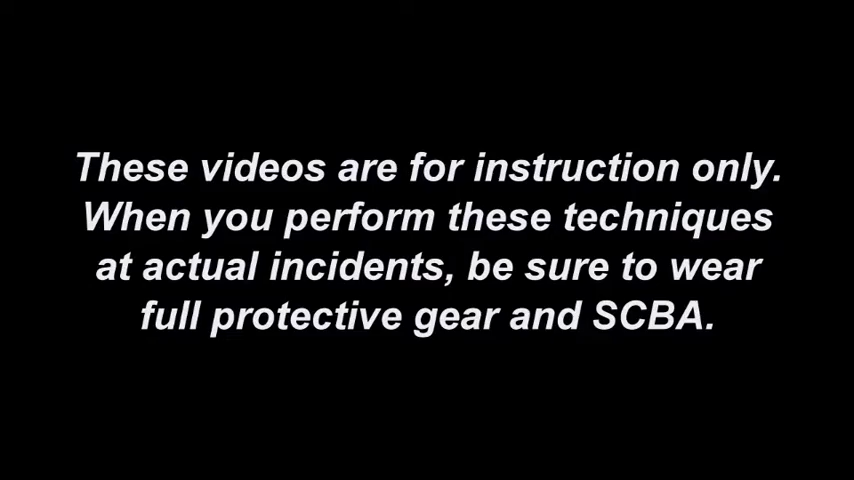 These videos are for instruction only.
When you perform these techniques
at actual incidents, be sure to wear
full protective gear and SCBA.